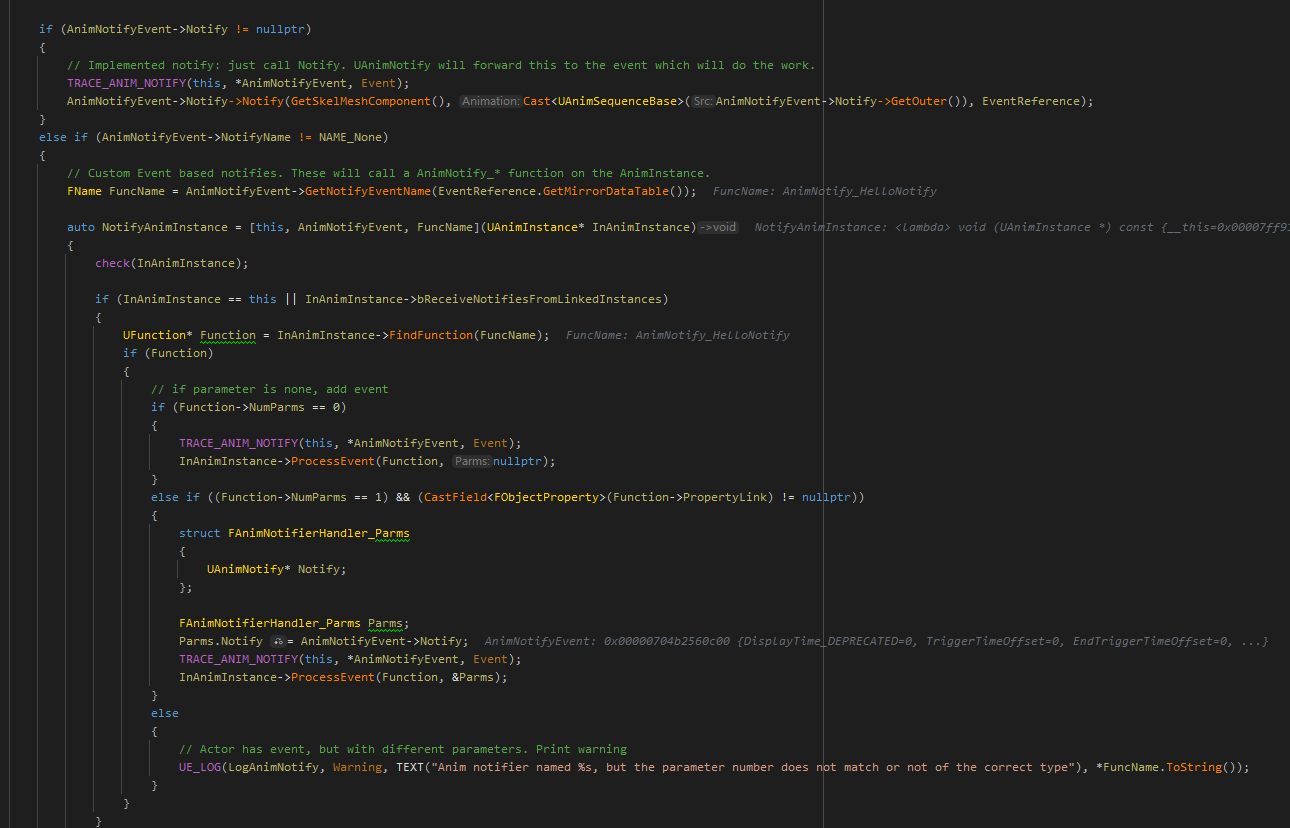 if (AnimNotifyEvent->Notify != nullptr)
{
// Implemented notify: just call Notify. UAnimNotify will forward this to the event which will do the work.
TRACE_ANIM_NOTIFY(this, *AnimNotifyEvent, Event);
AnimNotifyEvent->Notify->Notify(GetSkelMeshComponent(), Animation: Cast<UAnimSequenceBase>( Src: AnimNotifyEvent->Notify->GetOuter()), EventReference);
}
else if (AnimNotifyEvent->NotifyName != NAME_None)
{
// Custom Event based notifies. These will call a AnimNotify_* function on the AnimInstance.
FName FuncName = AnimNotifyEvent->GetNotifyEventName(EventReference.GetMirrorDataTable()); FuncName: AnimNotify_HelloNotify
auto NotifyAnimInstance = [this, AnimNotifyEvent, FuncName](UAnimInstance* InAnimInstance) ->void NotifyAnimInstance: <lambda> void (UAnimInstance *) const {__this=0x00007ff93
{
check(InAnimInstance);
if (InAnimInstance == this || InAnimInstance->bReceiveNotifiesFromLinkedInstances)
{
UFunction* Function = InAnimInstance->FindFunction(FuncName); FuncName: AnimNotify_HelloNotify
if (Function)
{
// if parameter is none, add event
if (Function->NumParms == 0)
{
TRACE_ANIM_NOTIFY(this, *AnimNotifyEvent, Event);
InAnimInstance->ProcessEvent(Function, Parms: nullptr);
}
else if ((Function->NumParms == 1) && (CastField<FObjectProperty>(Function->PropertyLink) != nullptr))
{
struct FAnimNotifierHandler_Parms
{
UAnimNotify* Notify;
};
FAnimNotifierHandler_Parms Parms;
Parms.Notify = AnimNotifyEvent->Notify; AnimNotifyEvent: 0x00000704b2560c00 {DisplayTime_DEPRECATED=0, TriggerTimeOffset=0, EndTriggerTimeOffset=0, ...}
TRACE_ANIM_NOTIFY(this, *AnimNotifyEvent, Event);
InAnimInstance->ProcessEvent(Function, &Parms);
}
else
{
// Actor has event, but with different parameters. Print warning
UE_LOG(LogAnimNotify, Warning, TEXT("Anim notifier named %s, but the parameter number does not match or not of the correct type"), *FuncName.ToString());
}
}
}